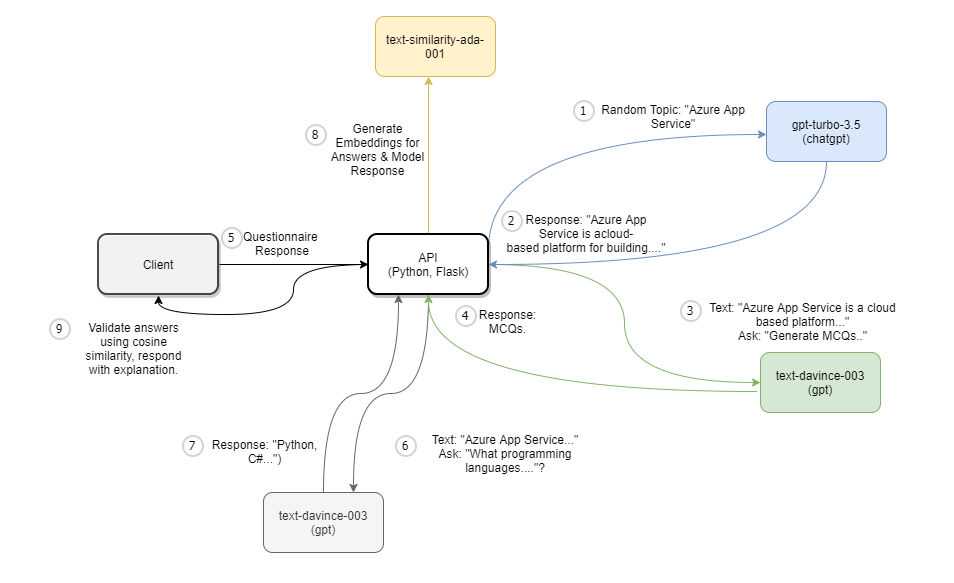 text-similarity-ada-
001
1
Random Topic: "Azure App
Service"
gpt-turbo-3.5
(chatgpt)
8
Generate
Embeddings for
Answers & Model
Response
2
Response: "Azure App
Service is acloud-
based platform for building...."
5
Questionnaire
Response
Client
API
(Python, Flask)
4
Response:
MCQs.
3
Text: "Azure App Service is a cloud
based platform..."
Ask: "Generate MCQs.."
9
Validate answers
using cosine
similarity, respond
with explanation.
text-davince-003
(gpt)
7
Response: "Python,
C#...")
6
Text: "Azure App Service..."
Ask: "What programming
languages...."?
text-davince-003
(gpt)